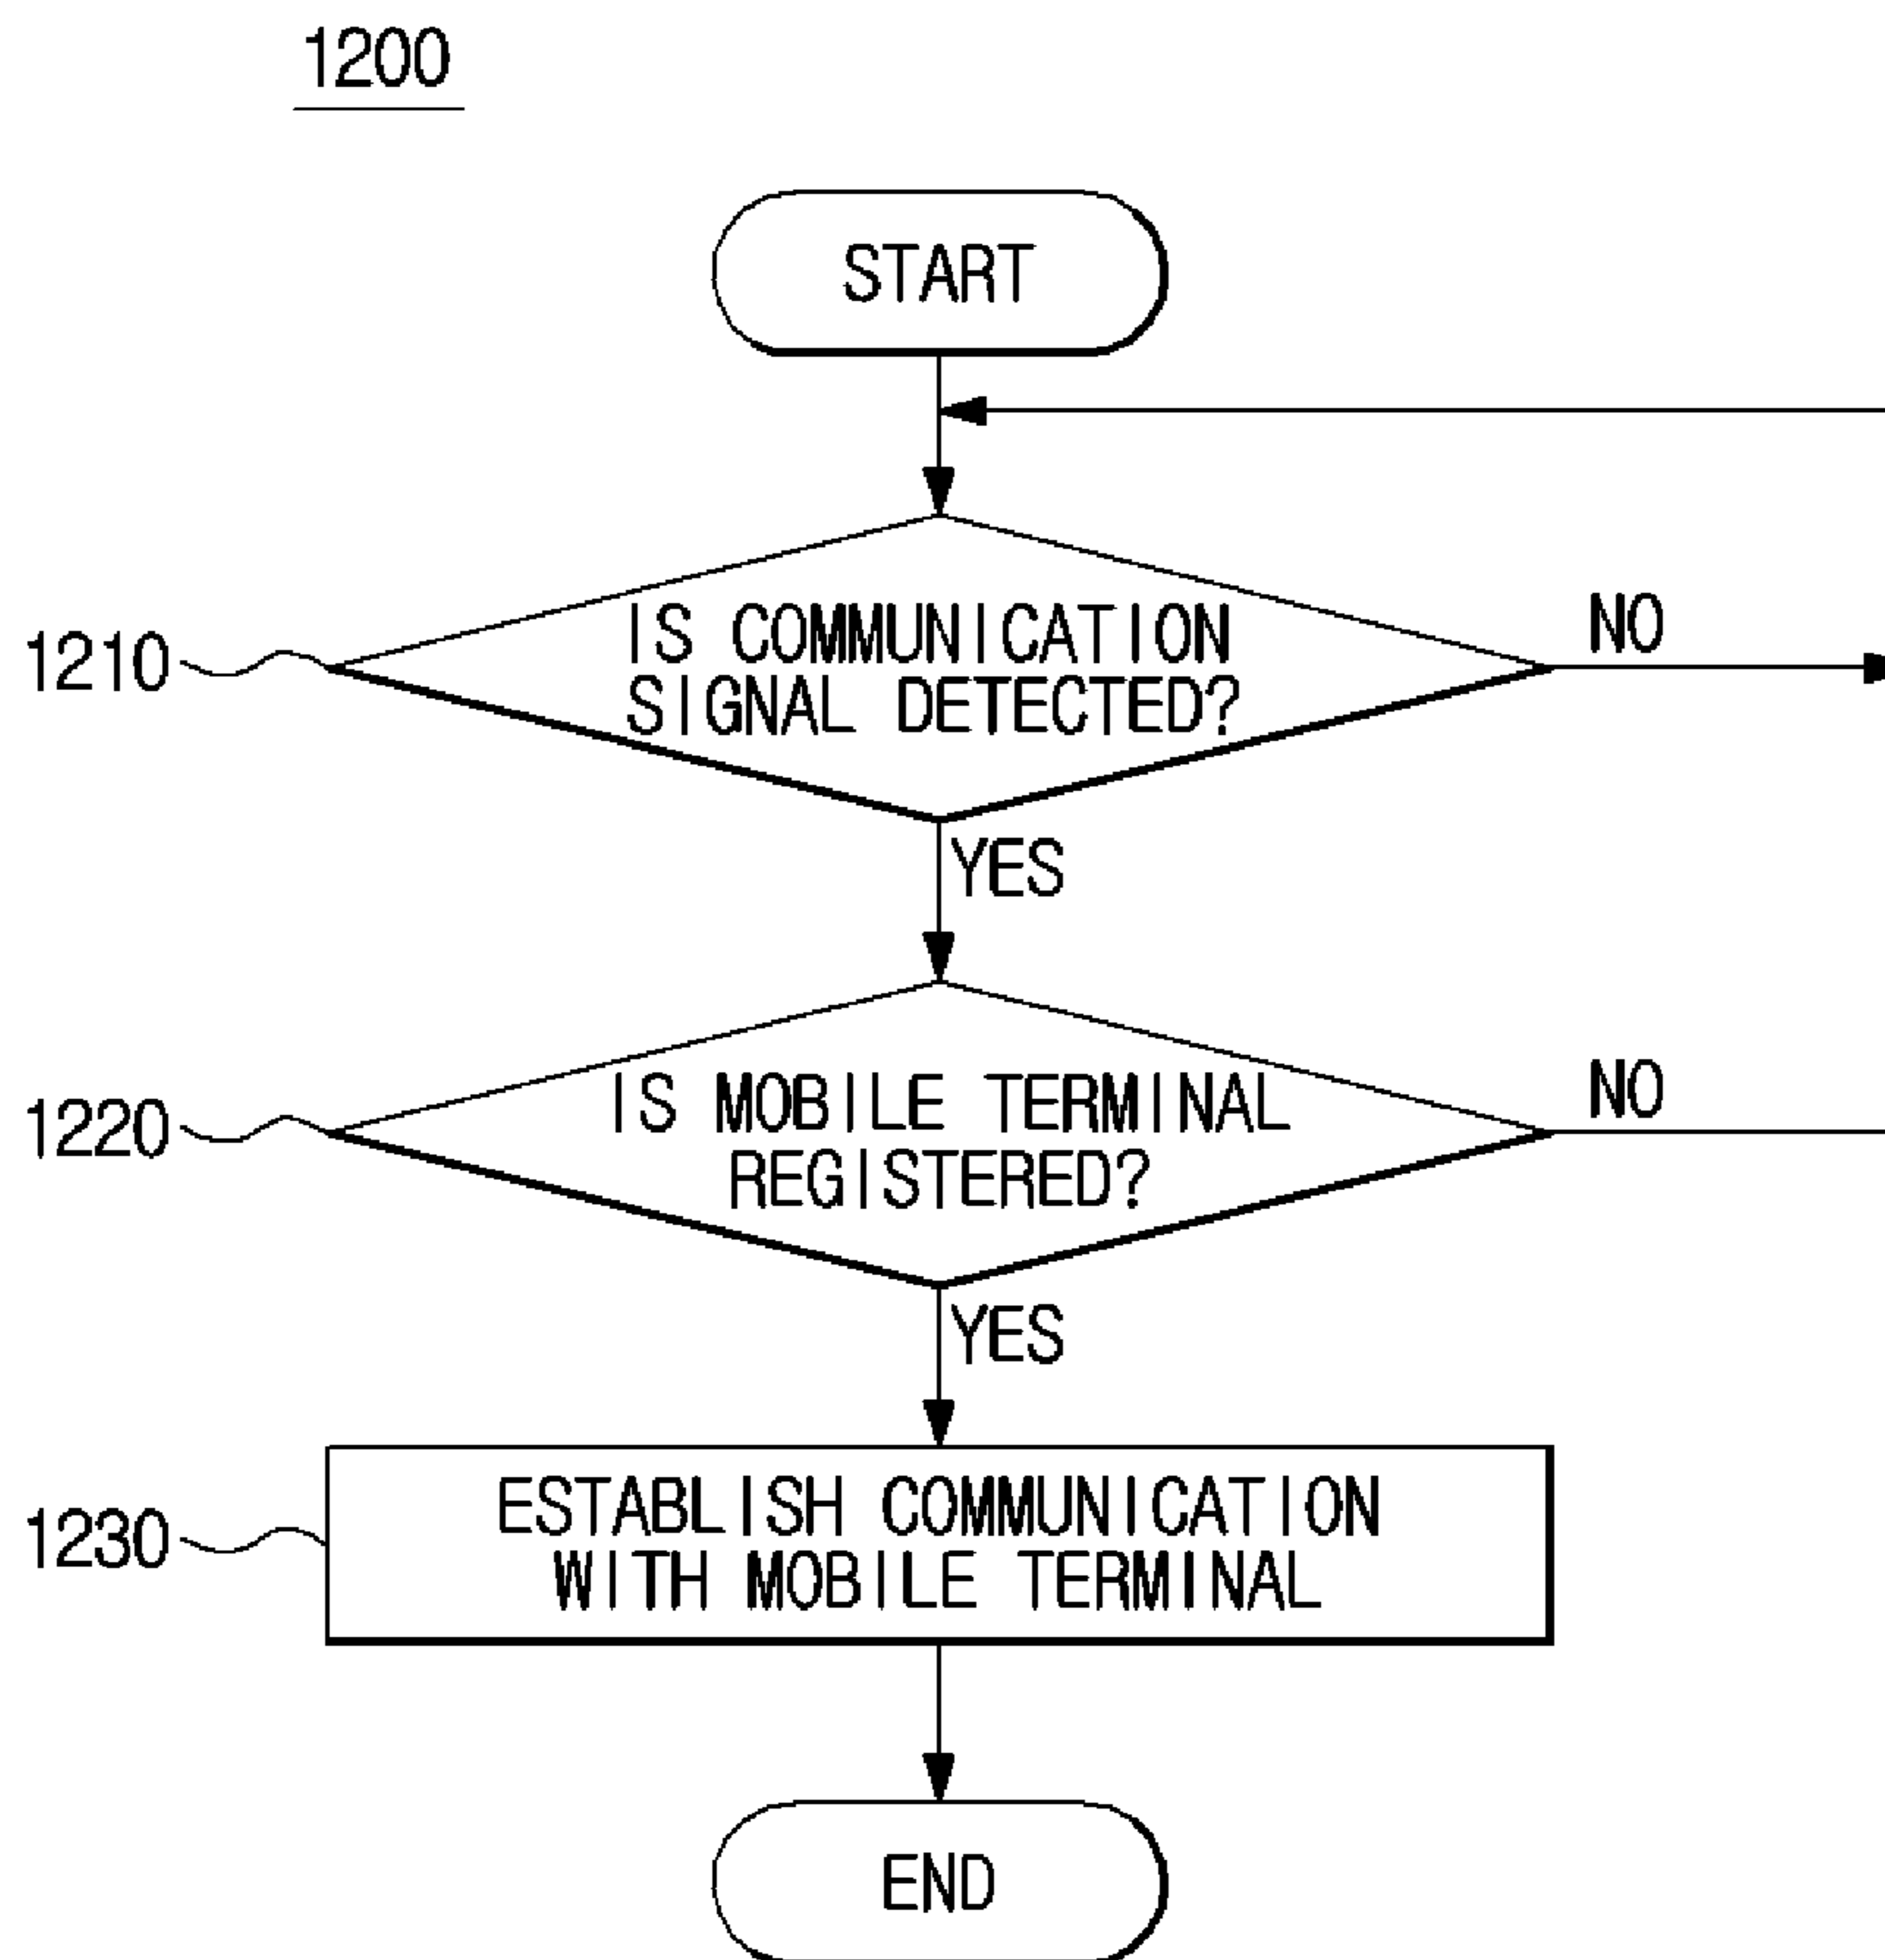 1200
START
1210
IS COMMUNICATION
SIGNAL DETECTED?
NO
YES
1220
IS MOBILE TERMINAL
REGISTERED?
NO
YES
1230
ESTABLISH COMMUNICATION
WITH MOBILE TERMINAL
END